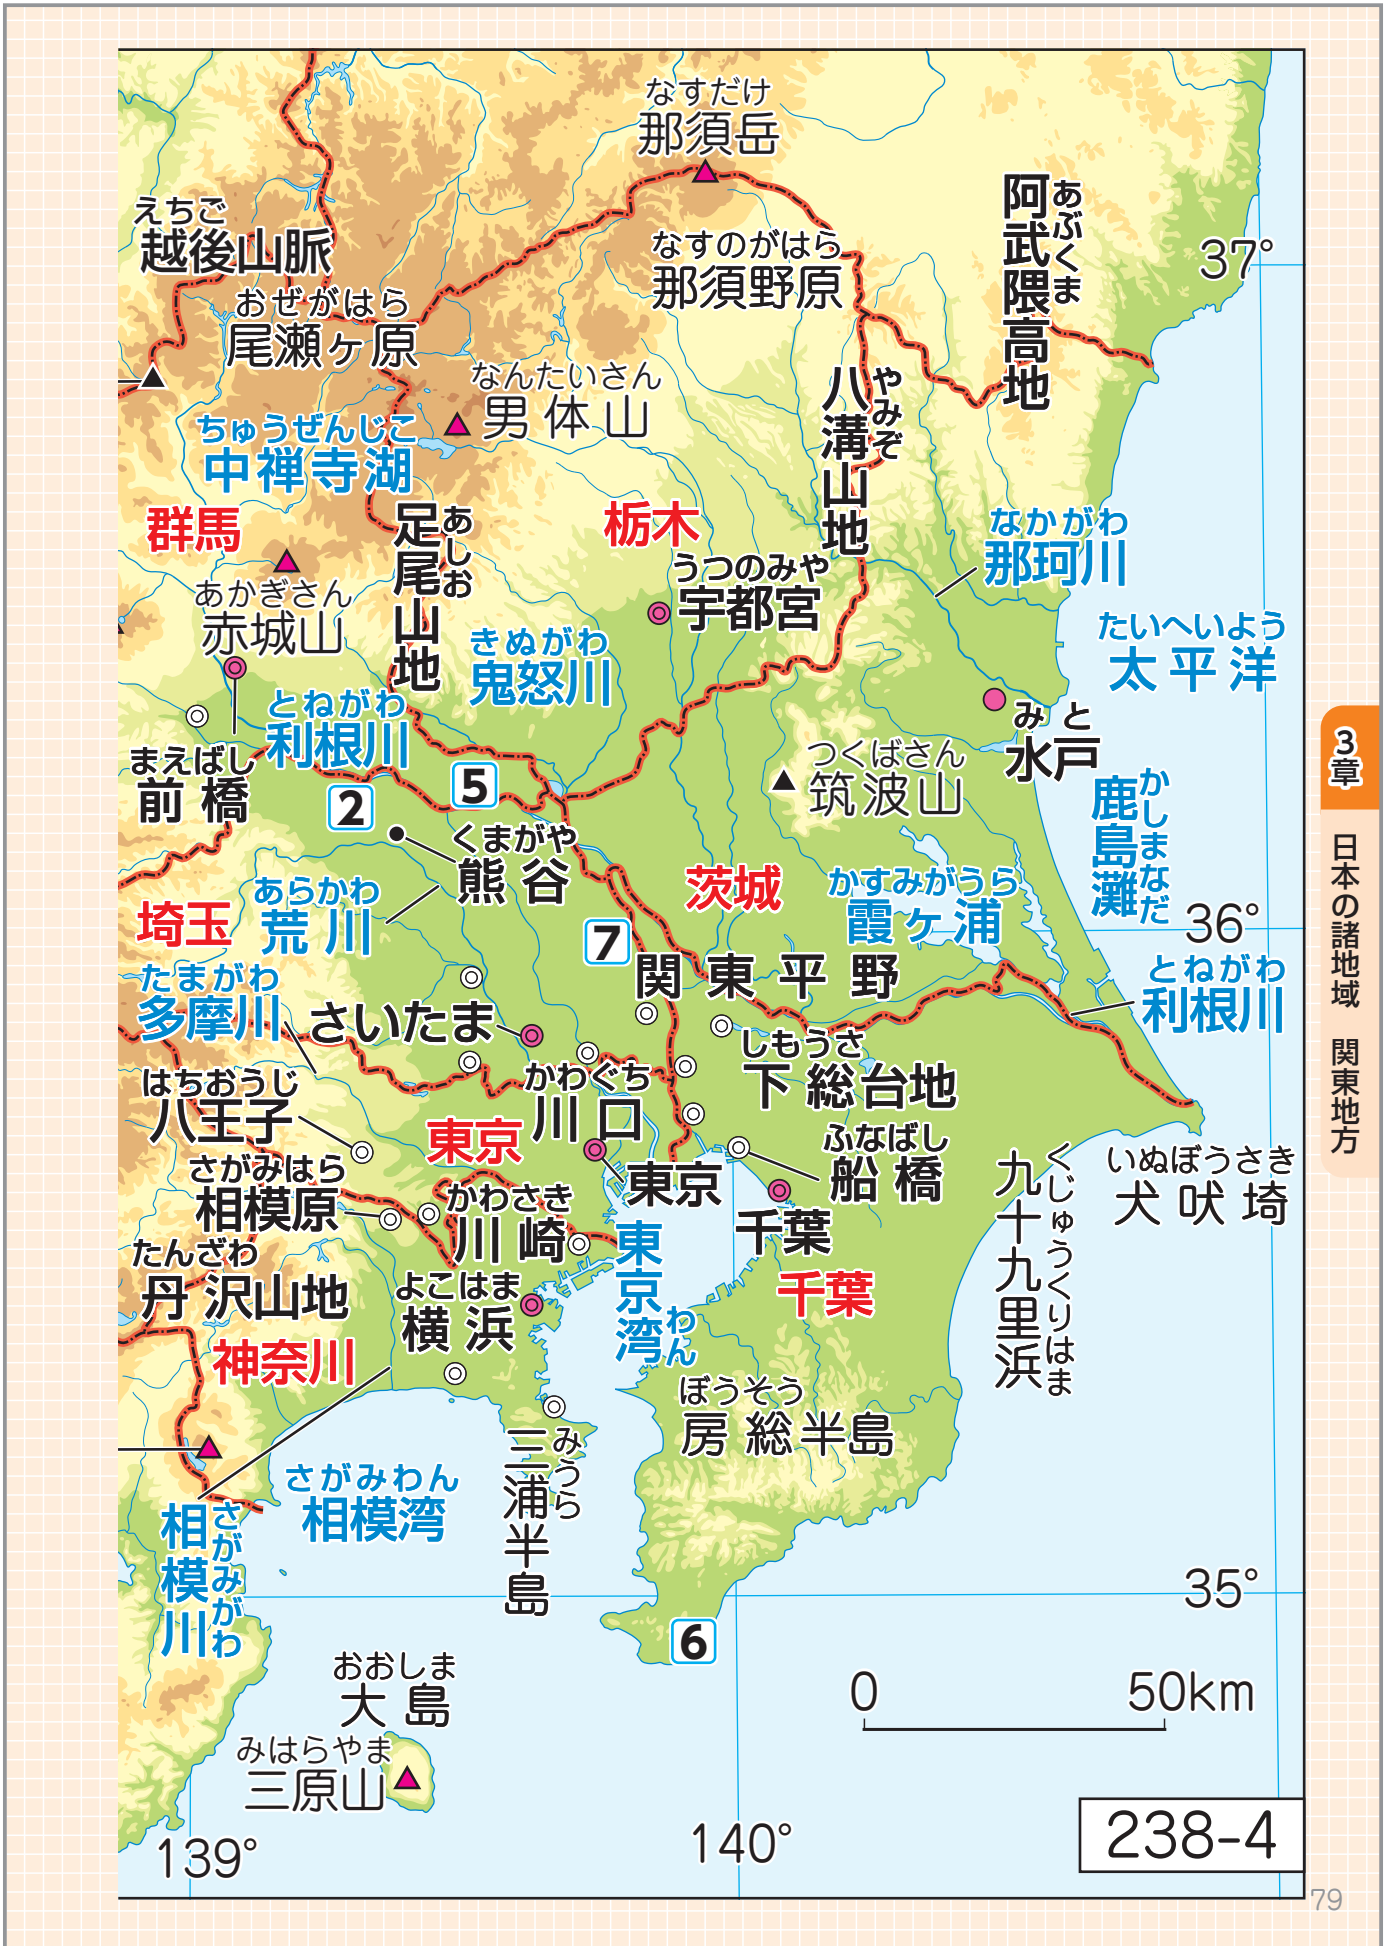 なすだけ
那須岳
えちご
越後山脈
あぶくま
阿武隈高地
なすのがはら
那須野原
37°
おぜがはら
尾瀬ヶ原
なんたいさん
男体山
やみぞ
八溝山地
ちゅうぜんじこ
中禅寺湖
群馬
あしお
足尾山地
栃木
なかがわ
那珂川
うつのみや
宇都宮
あかぎさん
赤城山
きぬがわ
鬼怒川
たいへいよう
太平洋
とねがわ
利根川
みと
水戸
まえばし
前橋
2
5
つくばさん
筑波山
かしまなだ
鹿島灘
くまがや
熊谷
あらかわ
荒川
埼玉
茨城
かすみがうら
霞ヶ浦
36°
7
関東平野
たまがわ
多摩川
さいたま
とねがわ
利根川
しもうさ
下総台地
はちおうじ
八王子
かわぐち
川口
東京
ふなばし
船橋
いぬぼうさき
犬吠埼
くじゅうくりはま
九十九里浜
さがみはら
相模原
東京
かわさき
川崎
千葉
東京湾
わん
たんざわ
丹沢山地
よこはま
横浜
千葉
神奈川
ぼうそう
房総半島
みうら
三浦半島
さがみわん
相模湾
さがみがわ
相模川
35°
6
おおしま
大島
みはらやま
三原山
0 50km
139°
140°
238-4
3章
日本の諸地域 関東地方
79